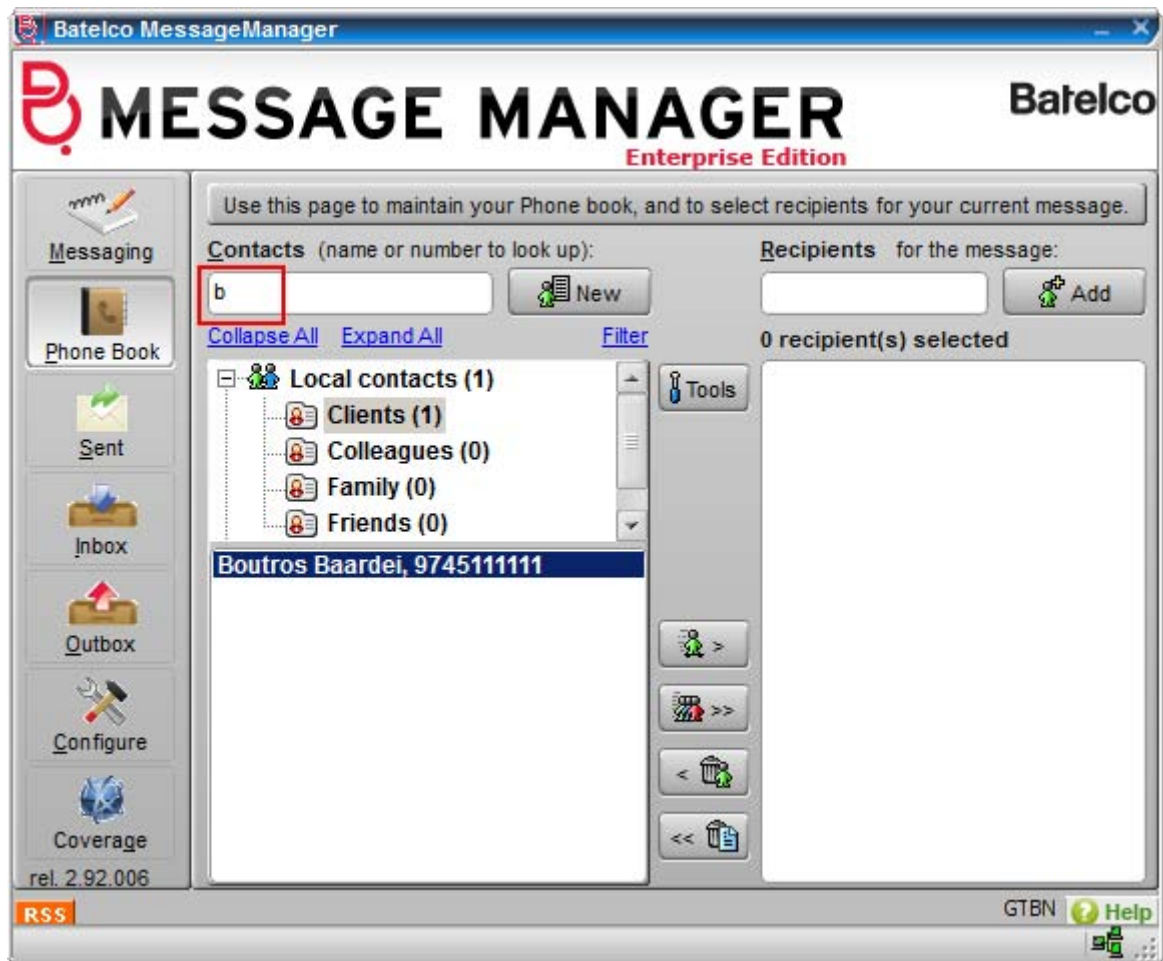 Batelco MessageManager
MESSAGE MANAGER
Enterprise Edition
Batelco
Messaging
Phone Book
Sent
Inbox
Outbox
Configure
Coverage
rel. 2.92.006
Use this page to maintain your Phone book, and to select recipients for your current message.
Contacts (name or number to look up):
b
New
Collapse All Expand All Filter
Local contacts (1)
Clients (1)
Colleagues (0)
Family (0)
Friends (0)
Boutros Baardei, 9745111111
Tools
>
>>
<
<<
Recipients for the message:
Add
0 recipient(s) selected
RSS
GTBN
Help